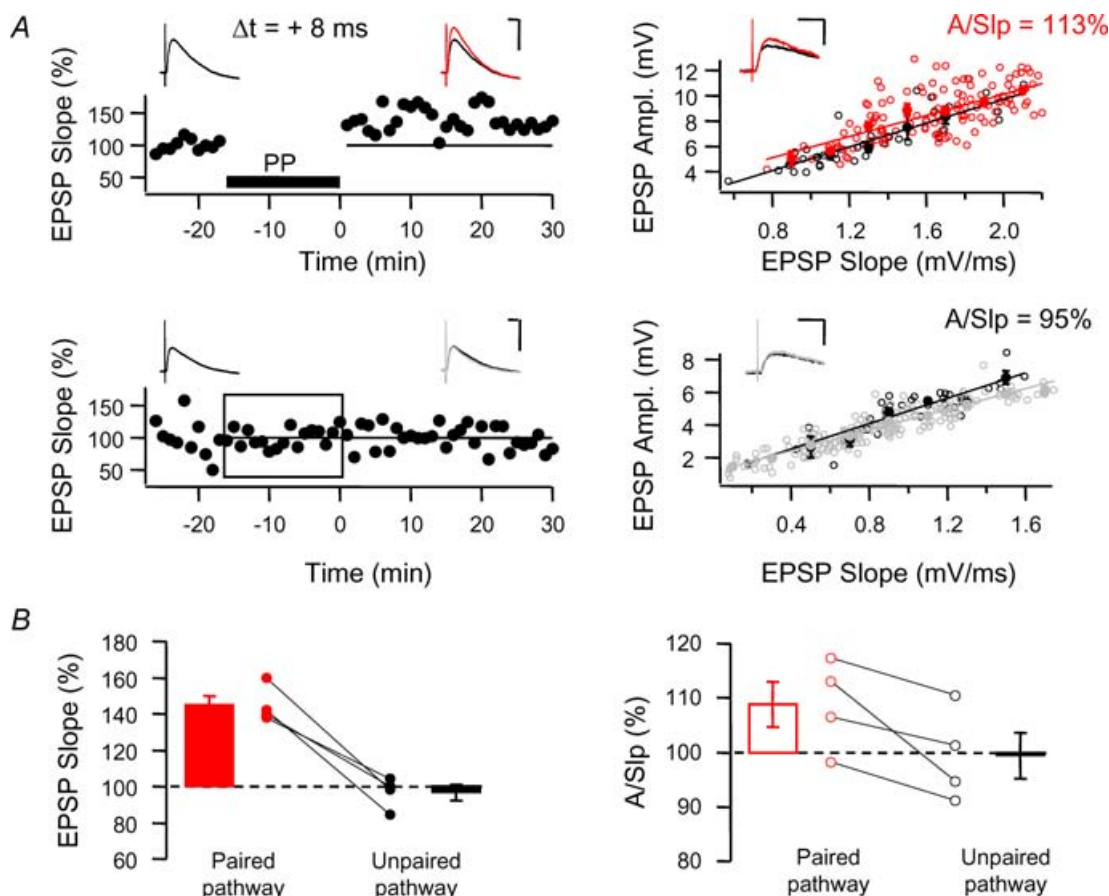 A
Δt = + 8 ms
EPSP Slope (%)
150
100
50
PP
-20 -10 0 10 20 30
Time (min)
A/Slp = 113%
EPSP Ampl. (mV)
12
10
8
6
4
0.8 1.2 1.6 2.0
EPSP Slope (mV/ms)
EPSP Slope (%)
150
100
50
-20 -10 0 10 20 30
Time (min)
A/Slp = 95%
EPSP Ampl. (mV)
8
6
4
2
0.4 0.8 1.2 1.6
EPSP Slope (mV/ms)
B
EPSP Slope (%)
180
160
140
120
100
80
60
Paired
pathway
Unpaired
pathway
A/Slp (%)
120
110
100
90
80
Paired
pathway
Unpaired
pathway